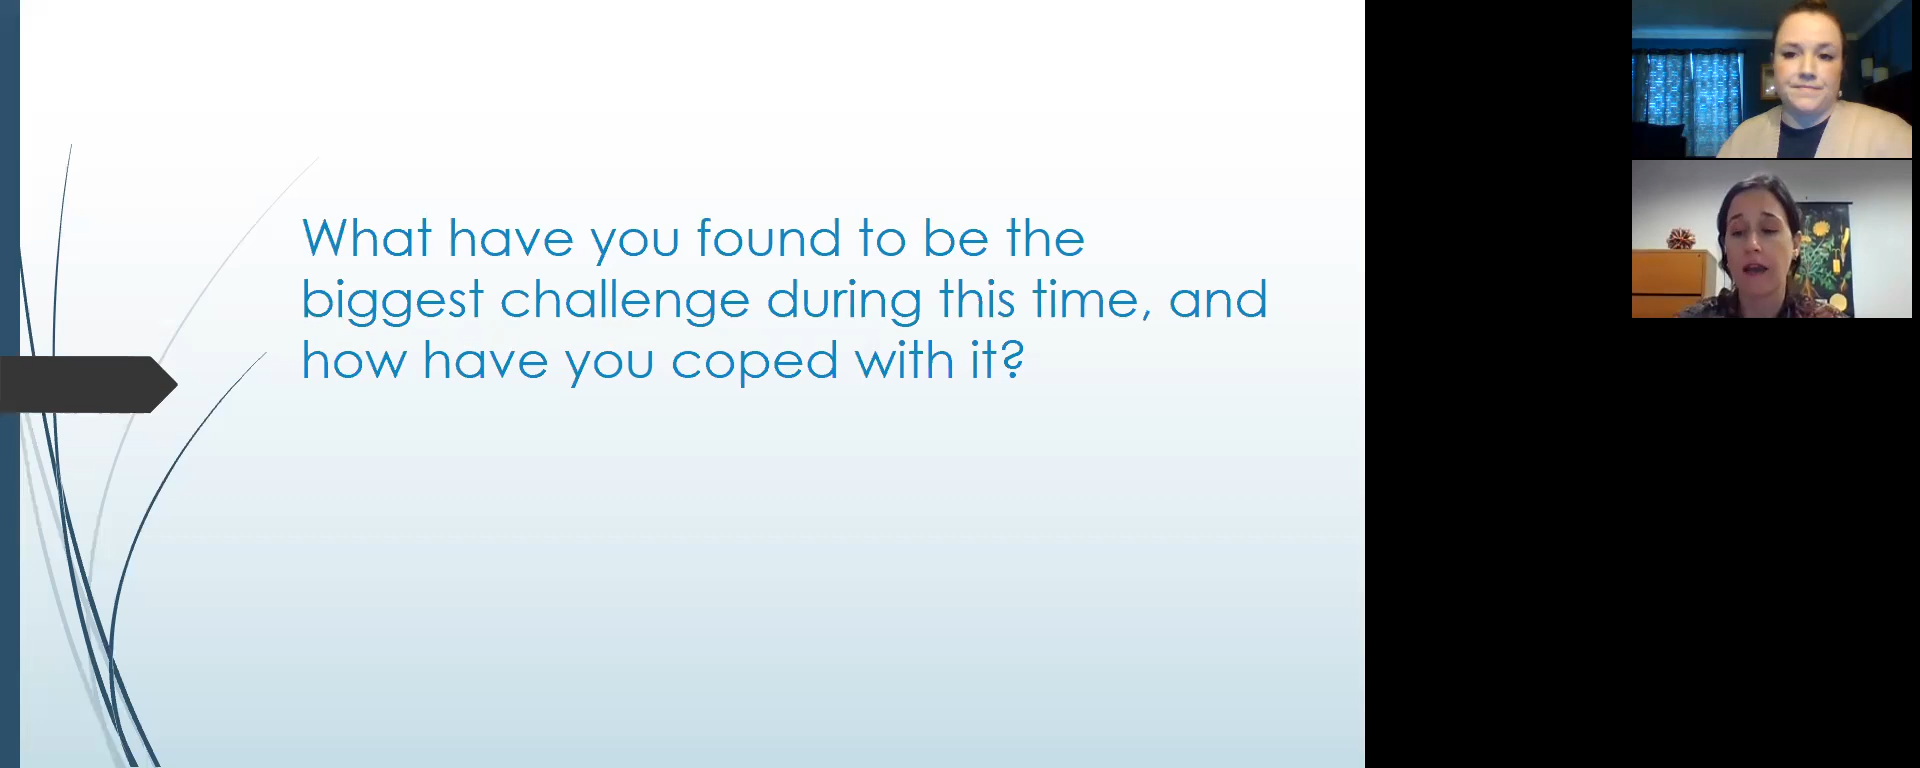 What have you found to be the
biggest challenge during this time, and
how have you coped with it?